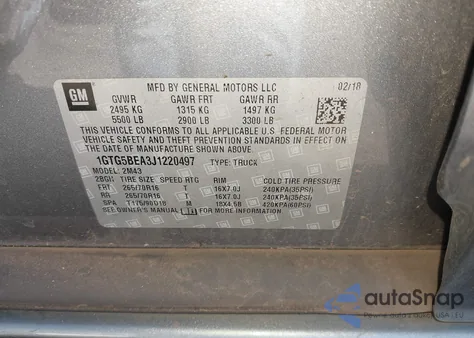 GM
MFD BY GENERAL MOTORS LLC 02/18
GVWR GAWR FRT GAWR RR
2495 KG 1315 KG 1497 KG
5500 LB 2900 LB 3300 LB
THIS VEHICLE CONFORMS TO ALL APPLICABLE U.S. FEDERAL MOTOR
VEHICLE SAFETY AND THEFT PREVENTION STANDARDS IN EFFECT ON
THE DATE OF MANUFACTURE SHOWN ABOVE.
1GTG5BEA3J1220497 TYPE: TRUCK
MODEL: 2M43
2BGH TIRE SIZE SPEED RTG RIM COLD TIRE PRESSURE
FRT 265/70R16 T 16X7.0J 240KPA(35PSI)
RR 265/70R16 T 16X7.0J 240KPA(35PSI)
SPA M 420KPA(60PSI)
SEE OWNER'S MANUAL FOR MORE INFORMATION.
autoSnap